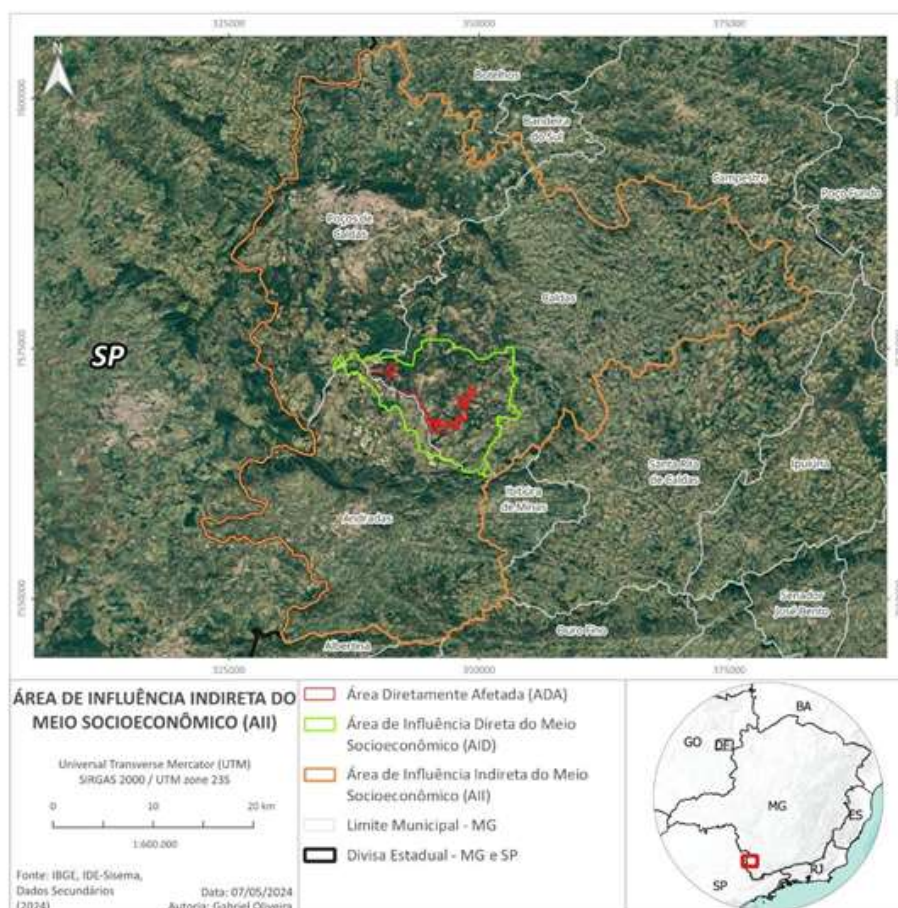 325000 350000 375000
N
Botelhos
Bandeira
do Sul
Campestre
Poço Fundo
Poços de
Caldas
Caldas
7575000
SP
Santa Rita
de Caldas
Ipuiúna
Ibitiúra
de Minas
Andradas
7550000
Senador
José Bento
Ouro Fino
Albertina
325000 350000 375000
ÁREA DE INFLUÊNCIA INDIRETA DO
MEIO SOCIOECONÔMICO (AII)
Universal Transverse Mercator (UTM)
SIRGAS 2000 / UTM zone 23S
0 10 20 km
1:600.000
Fonte: IBGE, IDE-Sisema,
Dados Secundários
(2024)
Data: 07/05/2024
Autoria: Gabriel Oliveira
Área Diretamente Afetada (ADA)
Área de Influência Direta do Meio
Socioeconômico (AID)
Área de Influência Indireta do Meio
Socioeconômico (AII)
Limite Municipal - MG
Divisa Estadual - MG e SP
BA
GO
DF
MG
ES
RJ
SP